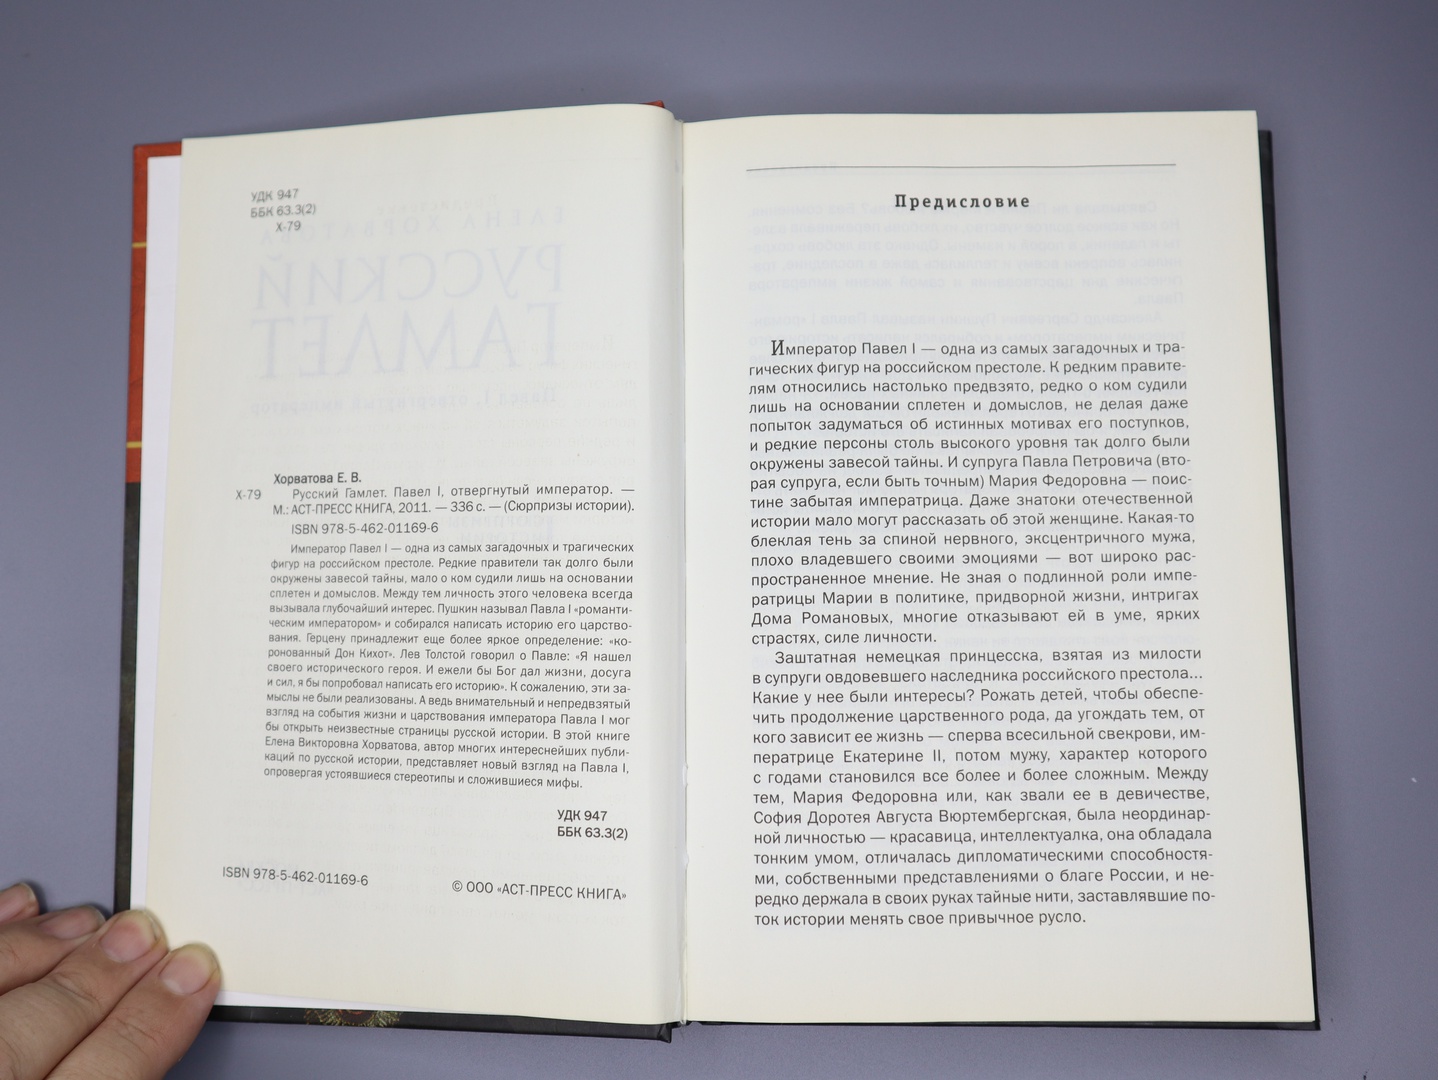 УДК 947
ББК 63.3(2)
Х-79
Хорватова Е. В.
Х-79
Русский Гамлет. Павел I, отвергнутый император. —
М.: АСТ-ПРЕСС КНИГА, 2011. — 336 с. — (Сюрпризы истории).
ISBN 978-5-462-01169-6
Император Павел I — одна из самых загадочных и трагических
фигур на российском престоле. Редкие правители так долго были
окружены завесой тайны, мало о ком судили лишь на основании
сплетен и домыслов. Между тем личность этого человека всегда
вызывала глубочайший интерес. Пушкин называл Павла I «романти-
ческим императором» и собирался написать историю его царство-
вания. Герцену принадлежит еще более яркое определение: «ко-
ронованный Дон Кихот». Лев Толстой говорил о Павле: «Я нашел
своего исторического героя. И ежели бы Бог дал жизни, досуга
и сил, я бы попробовал написать его историю». К сожалению, эти за-
мыслы не были реализованы. А ведь внимательный и непредвзятый
взгляд на события жизни и царствования императора Павла I мог
бы открыть неизвестные страницы русской истории. В этой книге
Елена Викторовна Хорватова, автор многих интереснейших публи-
каций по русской истории, представляет новый взгляд на Павла I,
опровергая устоявшиеся стереотипы и сложившиеся мифы.
УДК 947
ББК 63.3(2)
ISBN 978-5-462-01169-6
© ООО «АСТ-ПРЕСС КНИГА»
Предисловие
Император Павел I — одна из самых загадочных и тра-
гических фигур на российском престоле. К редким правите-
лям относились настолько предвзято, редко о ком судили
лишь на основании сплетен и домыслов, не делая даже
попыток задуматься об истинных мотивах его поступков,
и редкие персоны столь высокого уровня так долго были
окружены завесой тайны. И супруга Павла Петровича (вто-
рая супруга, если быть точным) Мария Федоровна — поис-
тине забытая императрица. Даже знатоки отечественной
истории мало могут рассказать об этой женщине. Какая-то
блеклая тень за спиной нервного, эксцентричного мужа,
плохо владевшего своими эмоциями — вот широко рас-
пространенное мнение. Не зная о подлинной роли импе-
ратрицы Марии в политике, придворной жизни, интригах
Дома Романовых, многие отказывают ей в уме, ярких
страстях, силе личности.
Заштатная немецкая принцесска, взятая из милости
в супруги овдовевшего наследника российского престола...
Какие у нее были интересы? Рожать детей, чтобы обеспе-
чить продолжение царственного рода, да угождать тем, от
кого зависит ее жизнь — сперва всесильной свекрови, им-
ператрице Екатерине II, потом мужу, характер которого
с годами становился все более и более сложным. Между
тем, Мария Федоровна или, как звали ее в девичестве,
София Доротея Августа Вюртембергская, была неординар-
ной личностью — красавица, интеллектуалка, она обладала
тонким умом, отличалась дипломатическими способностя-
ми, собственными представлениями о благе России, и не-
редко держала в своих руках тайные нити, заставлявшие по-
ток истории менять свое привычное русло.